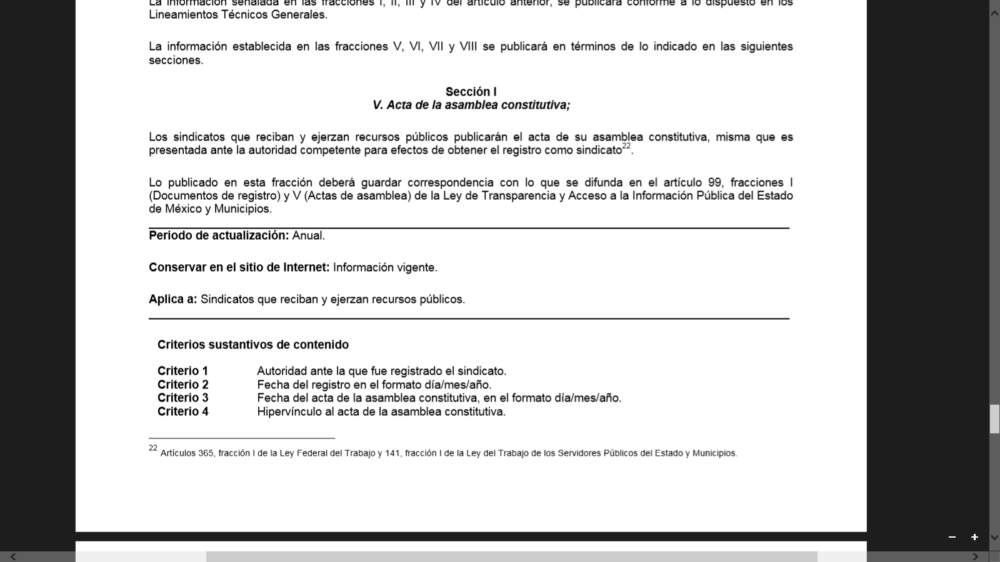 La información señalada en las fracciones I, II, III y IV del artículo anterior, se publicará conforme a lo dispuesto en los
Lineamientos Técnicos Generales.
La información establecida en las fracciones V, VI, VII y VIII se publicará en términos de lo indicado en las siguientes
secciones.
Sección I
V. Acta de la asamblea constitutiva;
Los sindicatos que reciban y ejerzan recursos públicos publicarán el acta de su asamblea constitutiva, misma que es
presentada ante la autoridad competente para efectos de obtener el registro como sindicato22.
Lo publicado en esta fracción deberá guardar correspondencia con lo que se difunda en el artículo 99, fracciones I
(Documentos de registro) y V (Actas de asamblea) de la Ley de Transparencia y Acceso a la Información Pública del Estado
de México y Municipios.
Periodo de actualización: Anual.
Conservar en el sitio de Internet: Información vigente.
Aplica a: Sindicatos que reciban y ejerzan recursos públicos.
Criterios sustantivos de contenido
Criterio 1 Autoridad ante la que fue registrado el sindicato.
Criterio 2 Fecha del registro en el formato día/mes/año.
Criterio 3 Fecha del acta de la asamblea constitutiva, en el formato día/mes/año.
Criterio 4 Hipervínculo al acta de la asamblea constitutiva.
22 Artículos 365, fracción I de la Ley Federal del Trabajo y 141, fracción I de la Ley del Trabajo de los Servidores Públicos del Estado y Municipios.